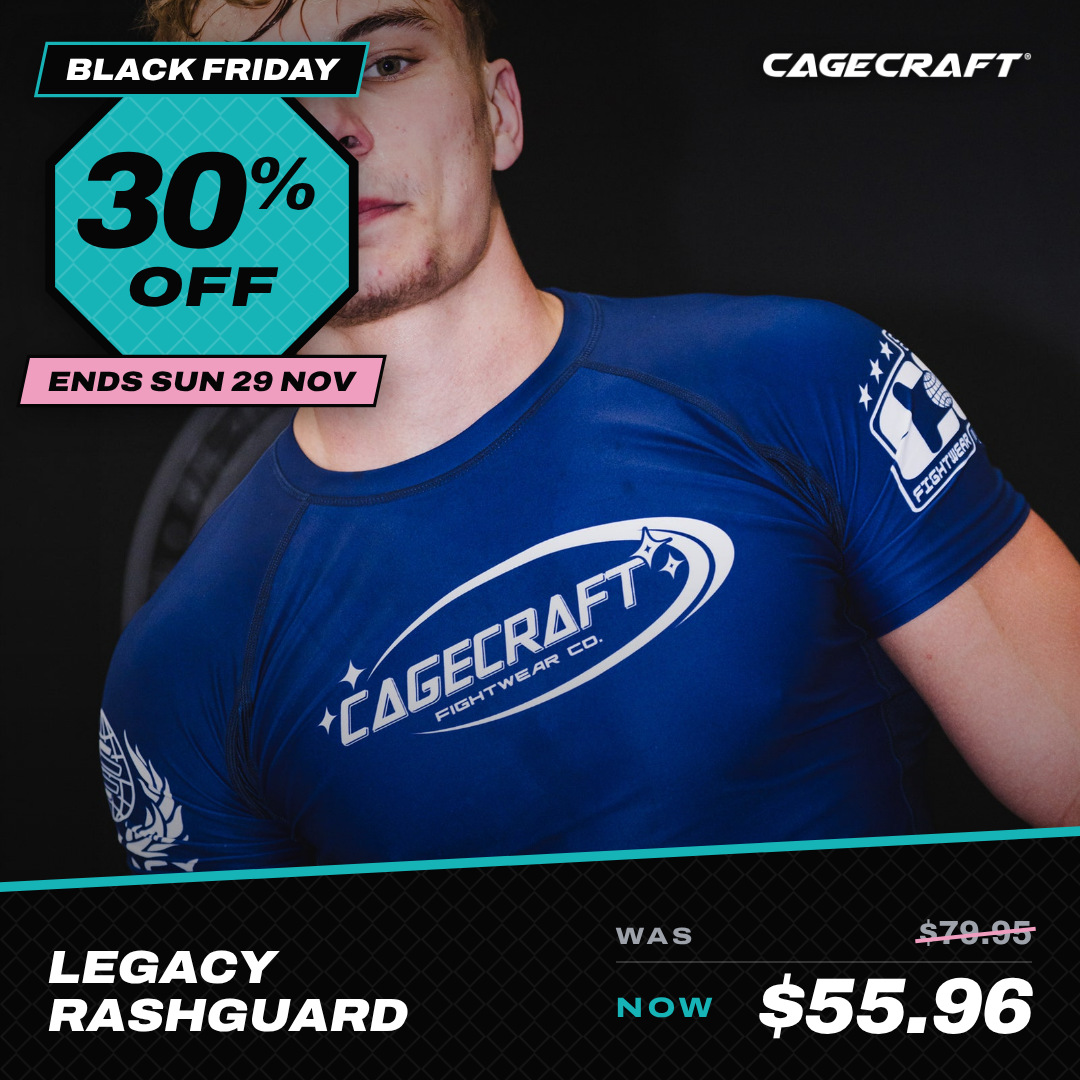 BLACK FRIDAY
CAGECRAFT®
30%
OFF
ENDS SUN 29 NOV
FIGHTWEAR
CAGECRAFT
FIGHTWEAR CO.
LEGACY
RASHGUARD
WAS $79.95
NOW $55.96